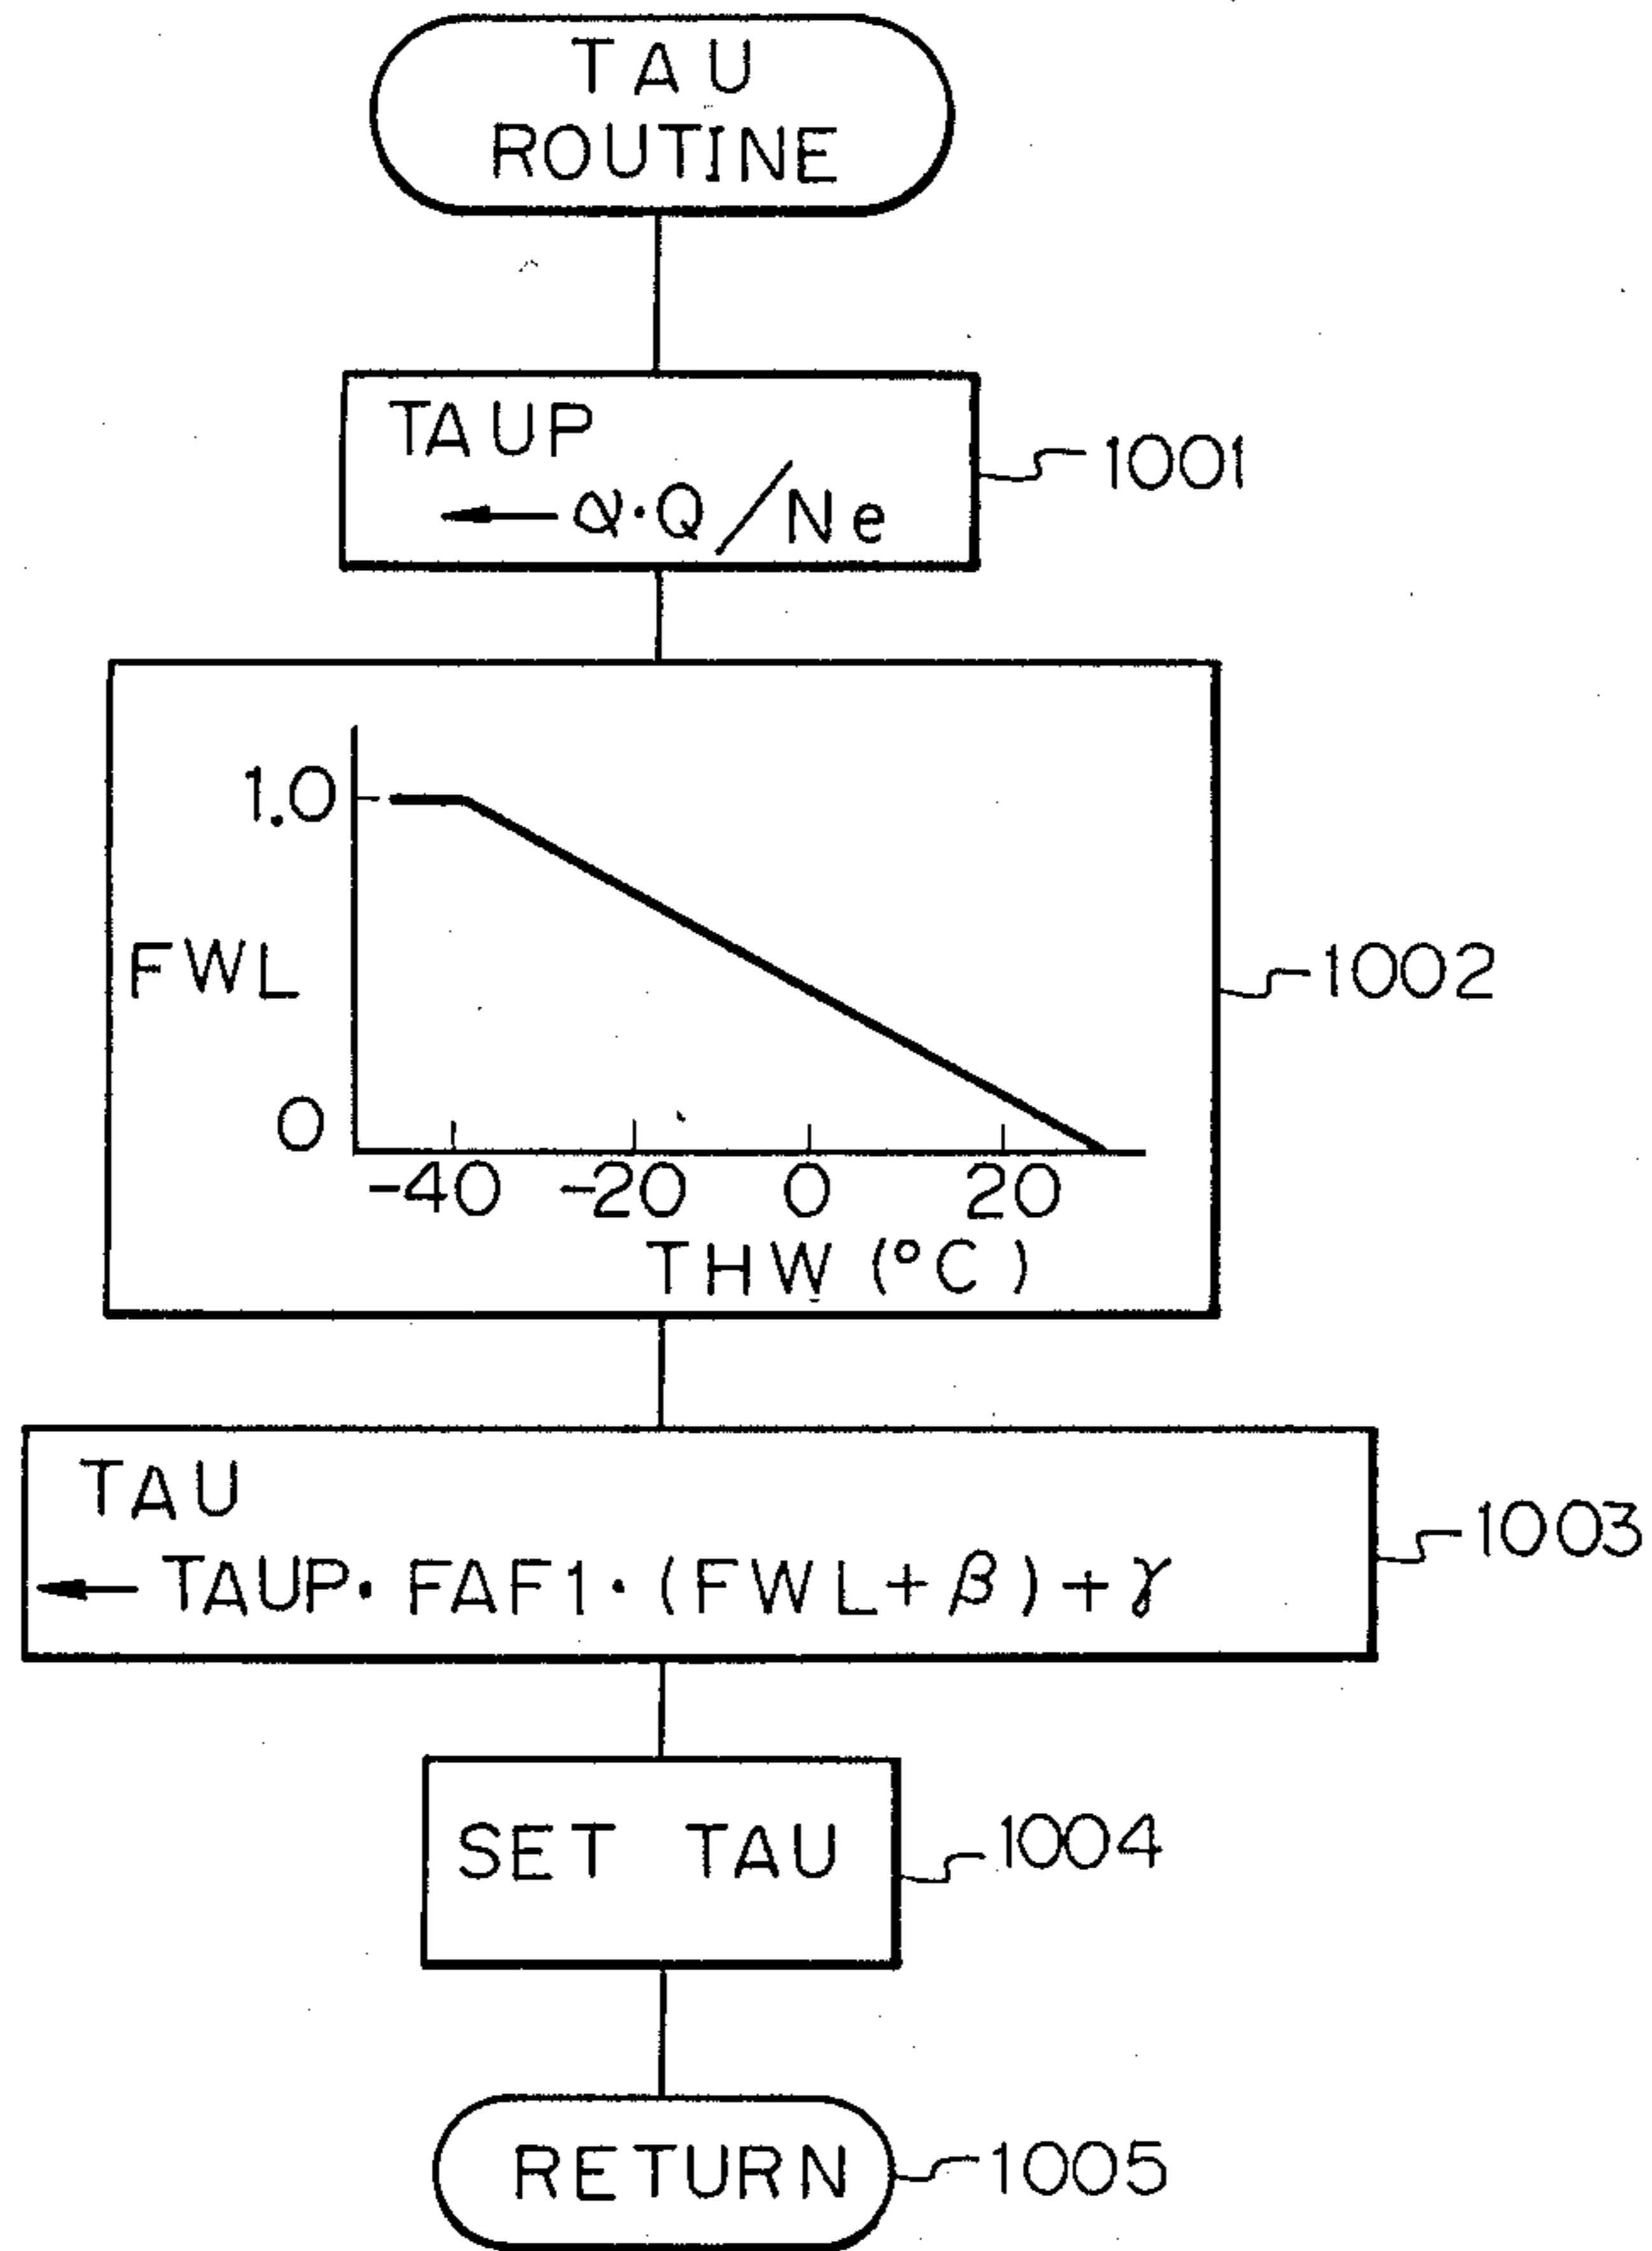 TAU
ROUTINE
TAUP
← α·Q/Ne
1001
1.0
FWL
0
-40 -20 0 20
THW (°C)
1002
TAU
← TAUP· FAF1· (FWL+β)+γ
1003
SET TAU
1004
RETURN
1005